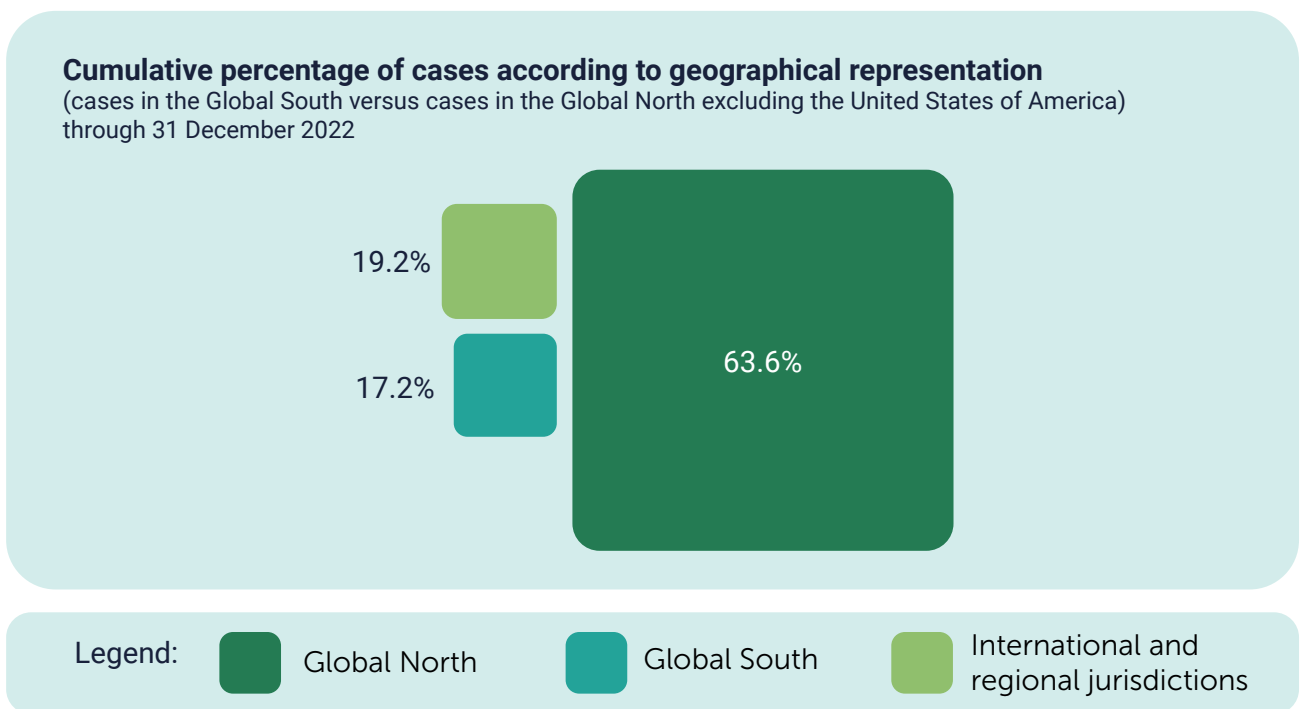 Cumulative percentage of cases according to geographical representation
(cases in the Global South versus cases in the Global North excluding the United States of America)
through 31 December 2022
19.2%
63.6%
17.2%
Legend:
Global North
Global South
International and
regional jurisdictions